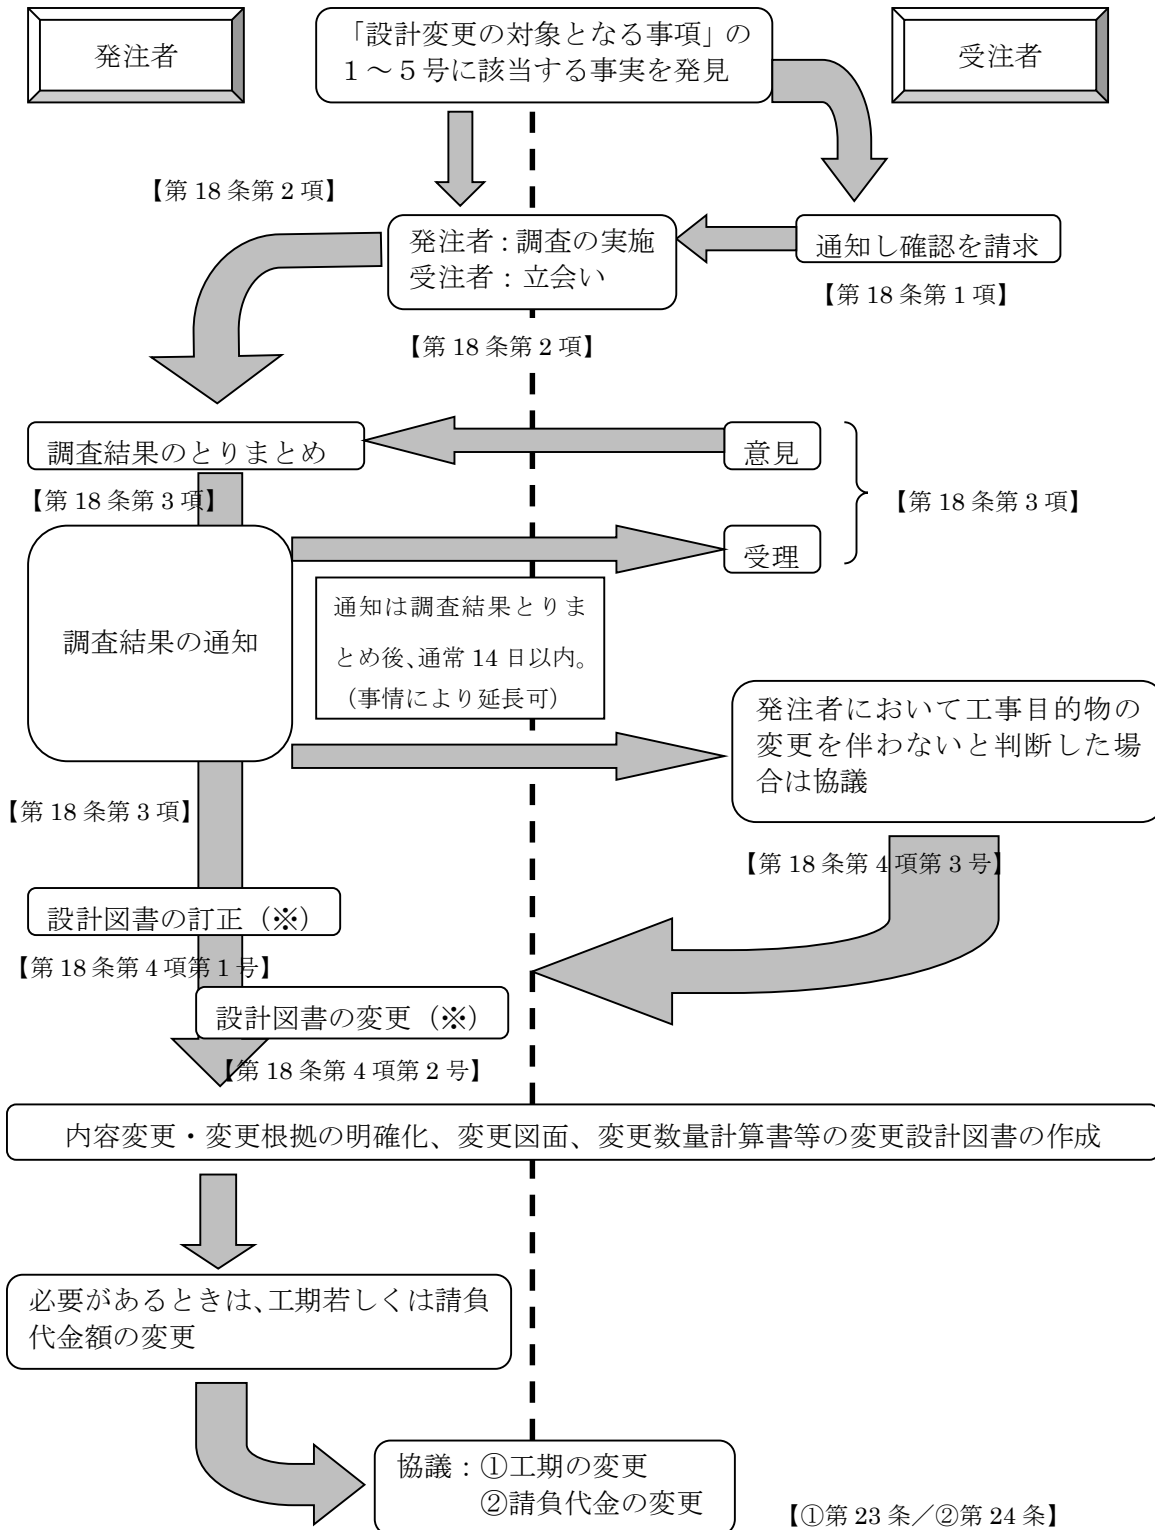 発注者
「設計変更の対象となる事項」の
１～５号に該当する事実を発見
受注者
【第 18 条第 2 項】
発注者：調査の実施
受注者：立会い
通知し確認を請求
【第 18 条第 1 項】
【第 18 条第 2 項】
調査結果のとりまとめ
意見
【第 18 条第 3 項】
【第 18 条第 3 項】
受理
調査結果の通知
通知は調査結果とりま
とめ後、通常 14 日以内。
（事情により延長可）
発注者において工事目的物の
変更を伴わないと判断した場
合は協議
【第 18 条第 3 項】
【第 18 条第 4 項第 3 号】
設計図書の訂正（※）
【第 18 条第 4 項第 1 号】
設計図書の変更（※）
【第 18 条第 4 項第 2 号】
内容変更・変更根拠の明確化、変更図面、変更数量計算書等の変更設計図書の作成
必要があるときは、工期若しくは請負
代金額の変更
協議：①工期の変更
②請負代金の変更
【①第 23 条／②第 24 条】